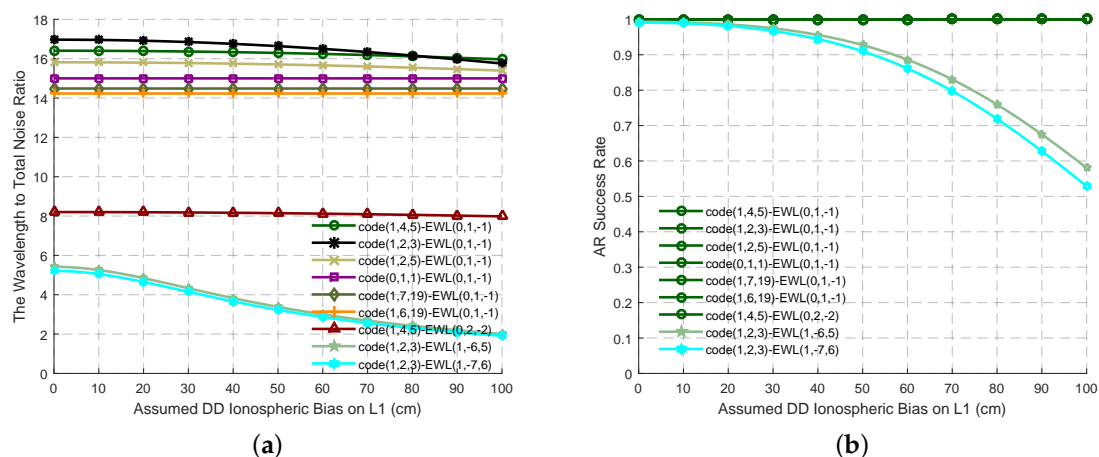 The Wavelength to Total Noise Ratio
18
16
14
12
10
8
6
4
2
0
code(1,4,5)-EWL(0,1,-1)
code(1,2,3)-EWL(0,1,-1)
code(1,2,5)-EWL(0,1,-1)
code(0,1,1)-EWL(0,1,-1)
code(1,7,19)-EWL(0,1,-1)
code(1,6,19)-EWL(0,1,-1)
code(1,4,5)-EWL(0,2,-2)
code(1,2,3)-EWL(1,-6,5)
code(1,2,3)-EWL(1,-7,6)
0 10 20 30 40 50 60 70 80 90 100
Assumed DD Ionospheric Bias on L1 (cm)
(a)
AR Success Rate
1
0.9
0.8
0.7
0.6
0.5
0.4
0.3
0.2
0.1
0
code(1,4,5)-EWL(0,1,-1)
code(1,2,3)-EWL(0,1,-1)
code(1,2,5)-EWL(0,1,-1)
code(0,1,1)-EWL(0,1,-1)
code(1,7,19)-EWL(0,1,-1)
code(1,6,19)-EWL(0,1,-1)
code(1,4,5)-EWL(0,2,-2)
code(1,2,3)-EWL(1,-6,5)
code(1,2,3)-EWL(1,-7,6)
0 10 20 30 40 50 60 70 80 90 100
Assumed DD Ionospheric Bias on L1 (cm)
(b)